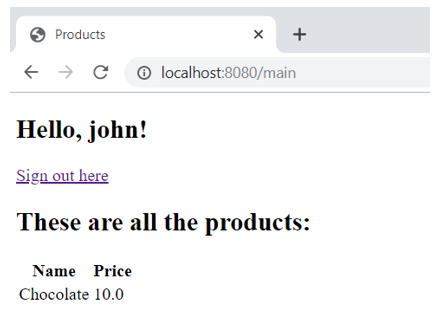 Products
localhost:8080/main
Hello, john!
Sign out here
These are all the products:
Name Price
Chocolate 10.0